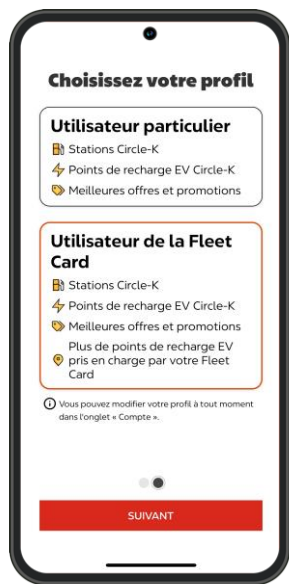 Choisissez votre profil
Utilisateur particulier
Stations Circle-K
Points de recharge EV Circle-K
Meilleures offres et promotions
Utilisateur de la Fleet
Card
Stations Circle-K
Points de recharge EV Circle-K
Meilleures offres et promotions
Plus de points de recharge EV
pris en charge par votre Fleet
Card
Vous pouvez modifier votre profil à tout moment
dans l'onglet « Compte ».
SUIVANT